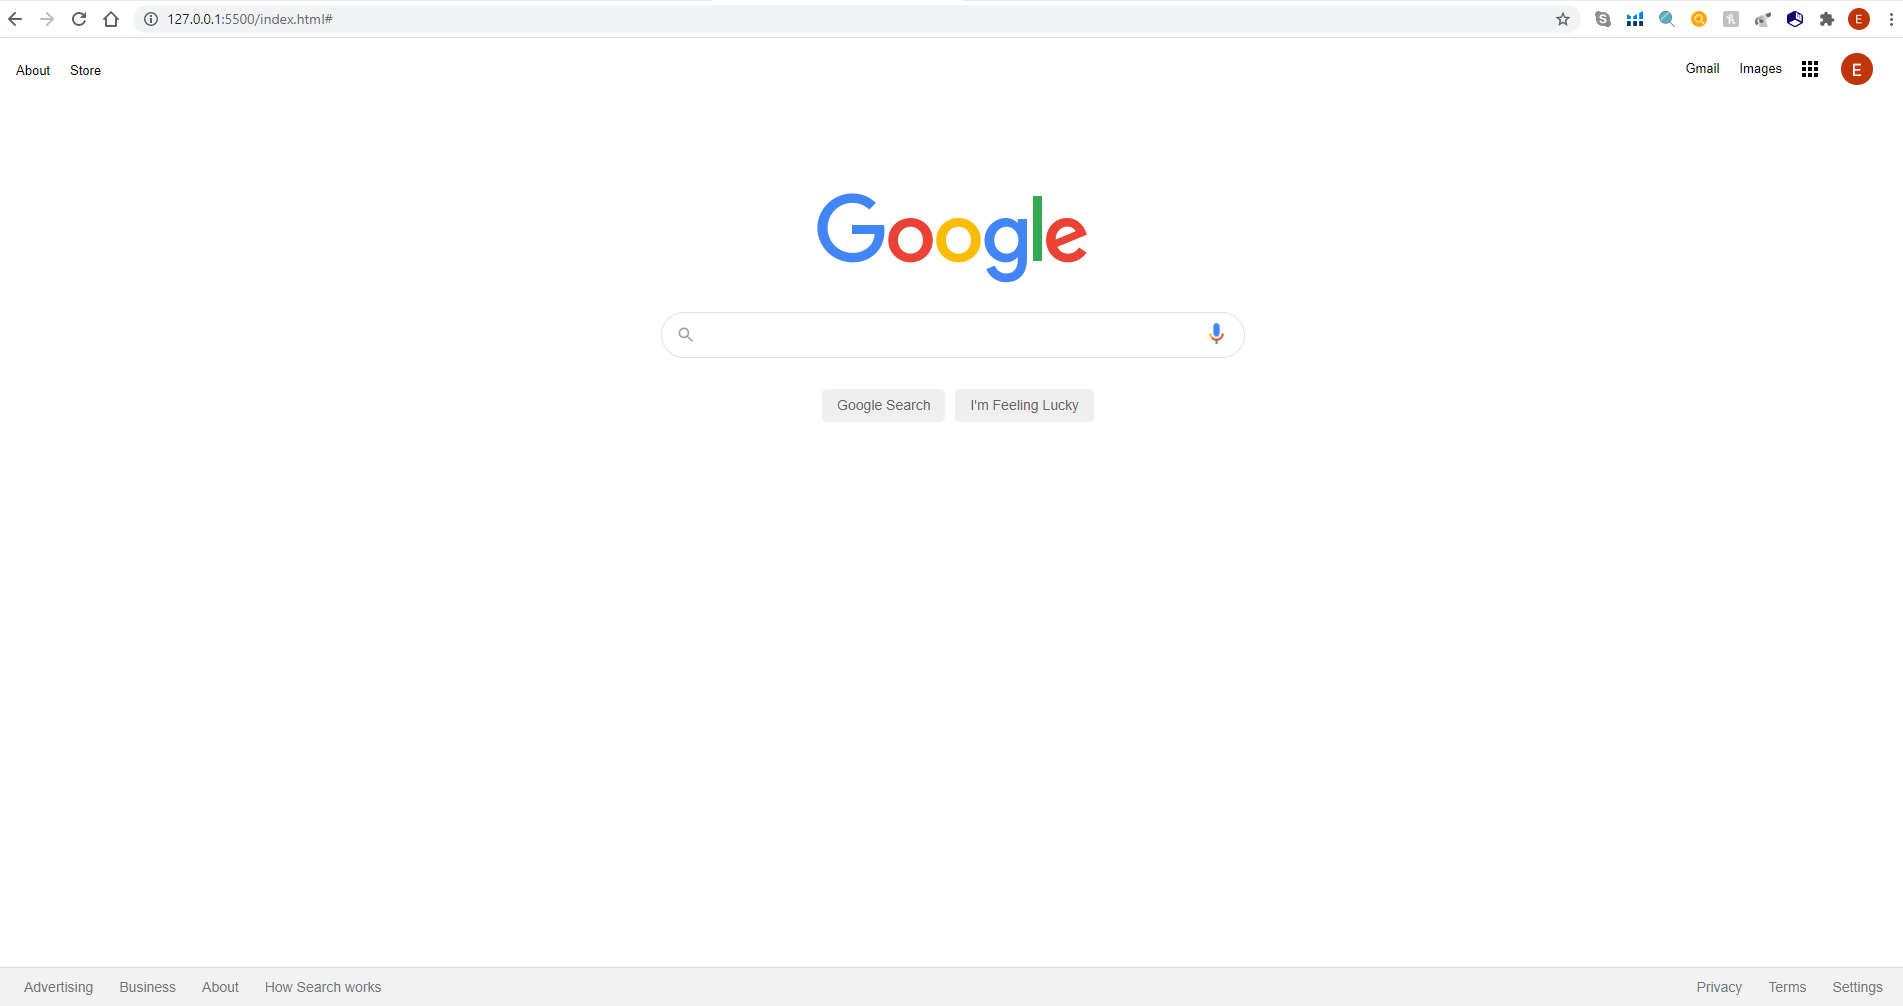 127.0.0.1:5500/index.html#
E
About Store
Gmail Images E
Google
Google Search I'm Feeling Lucky
Advertising Business About How Search works
Privacy Terms Settings